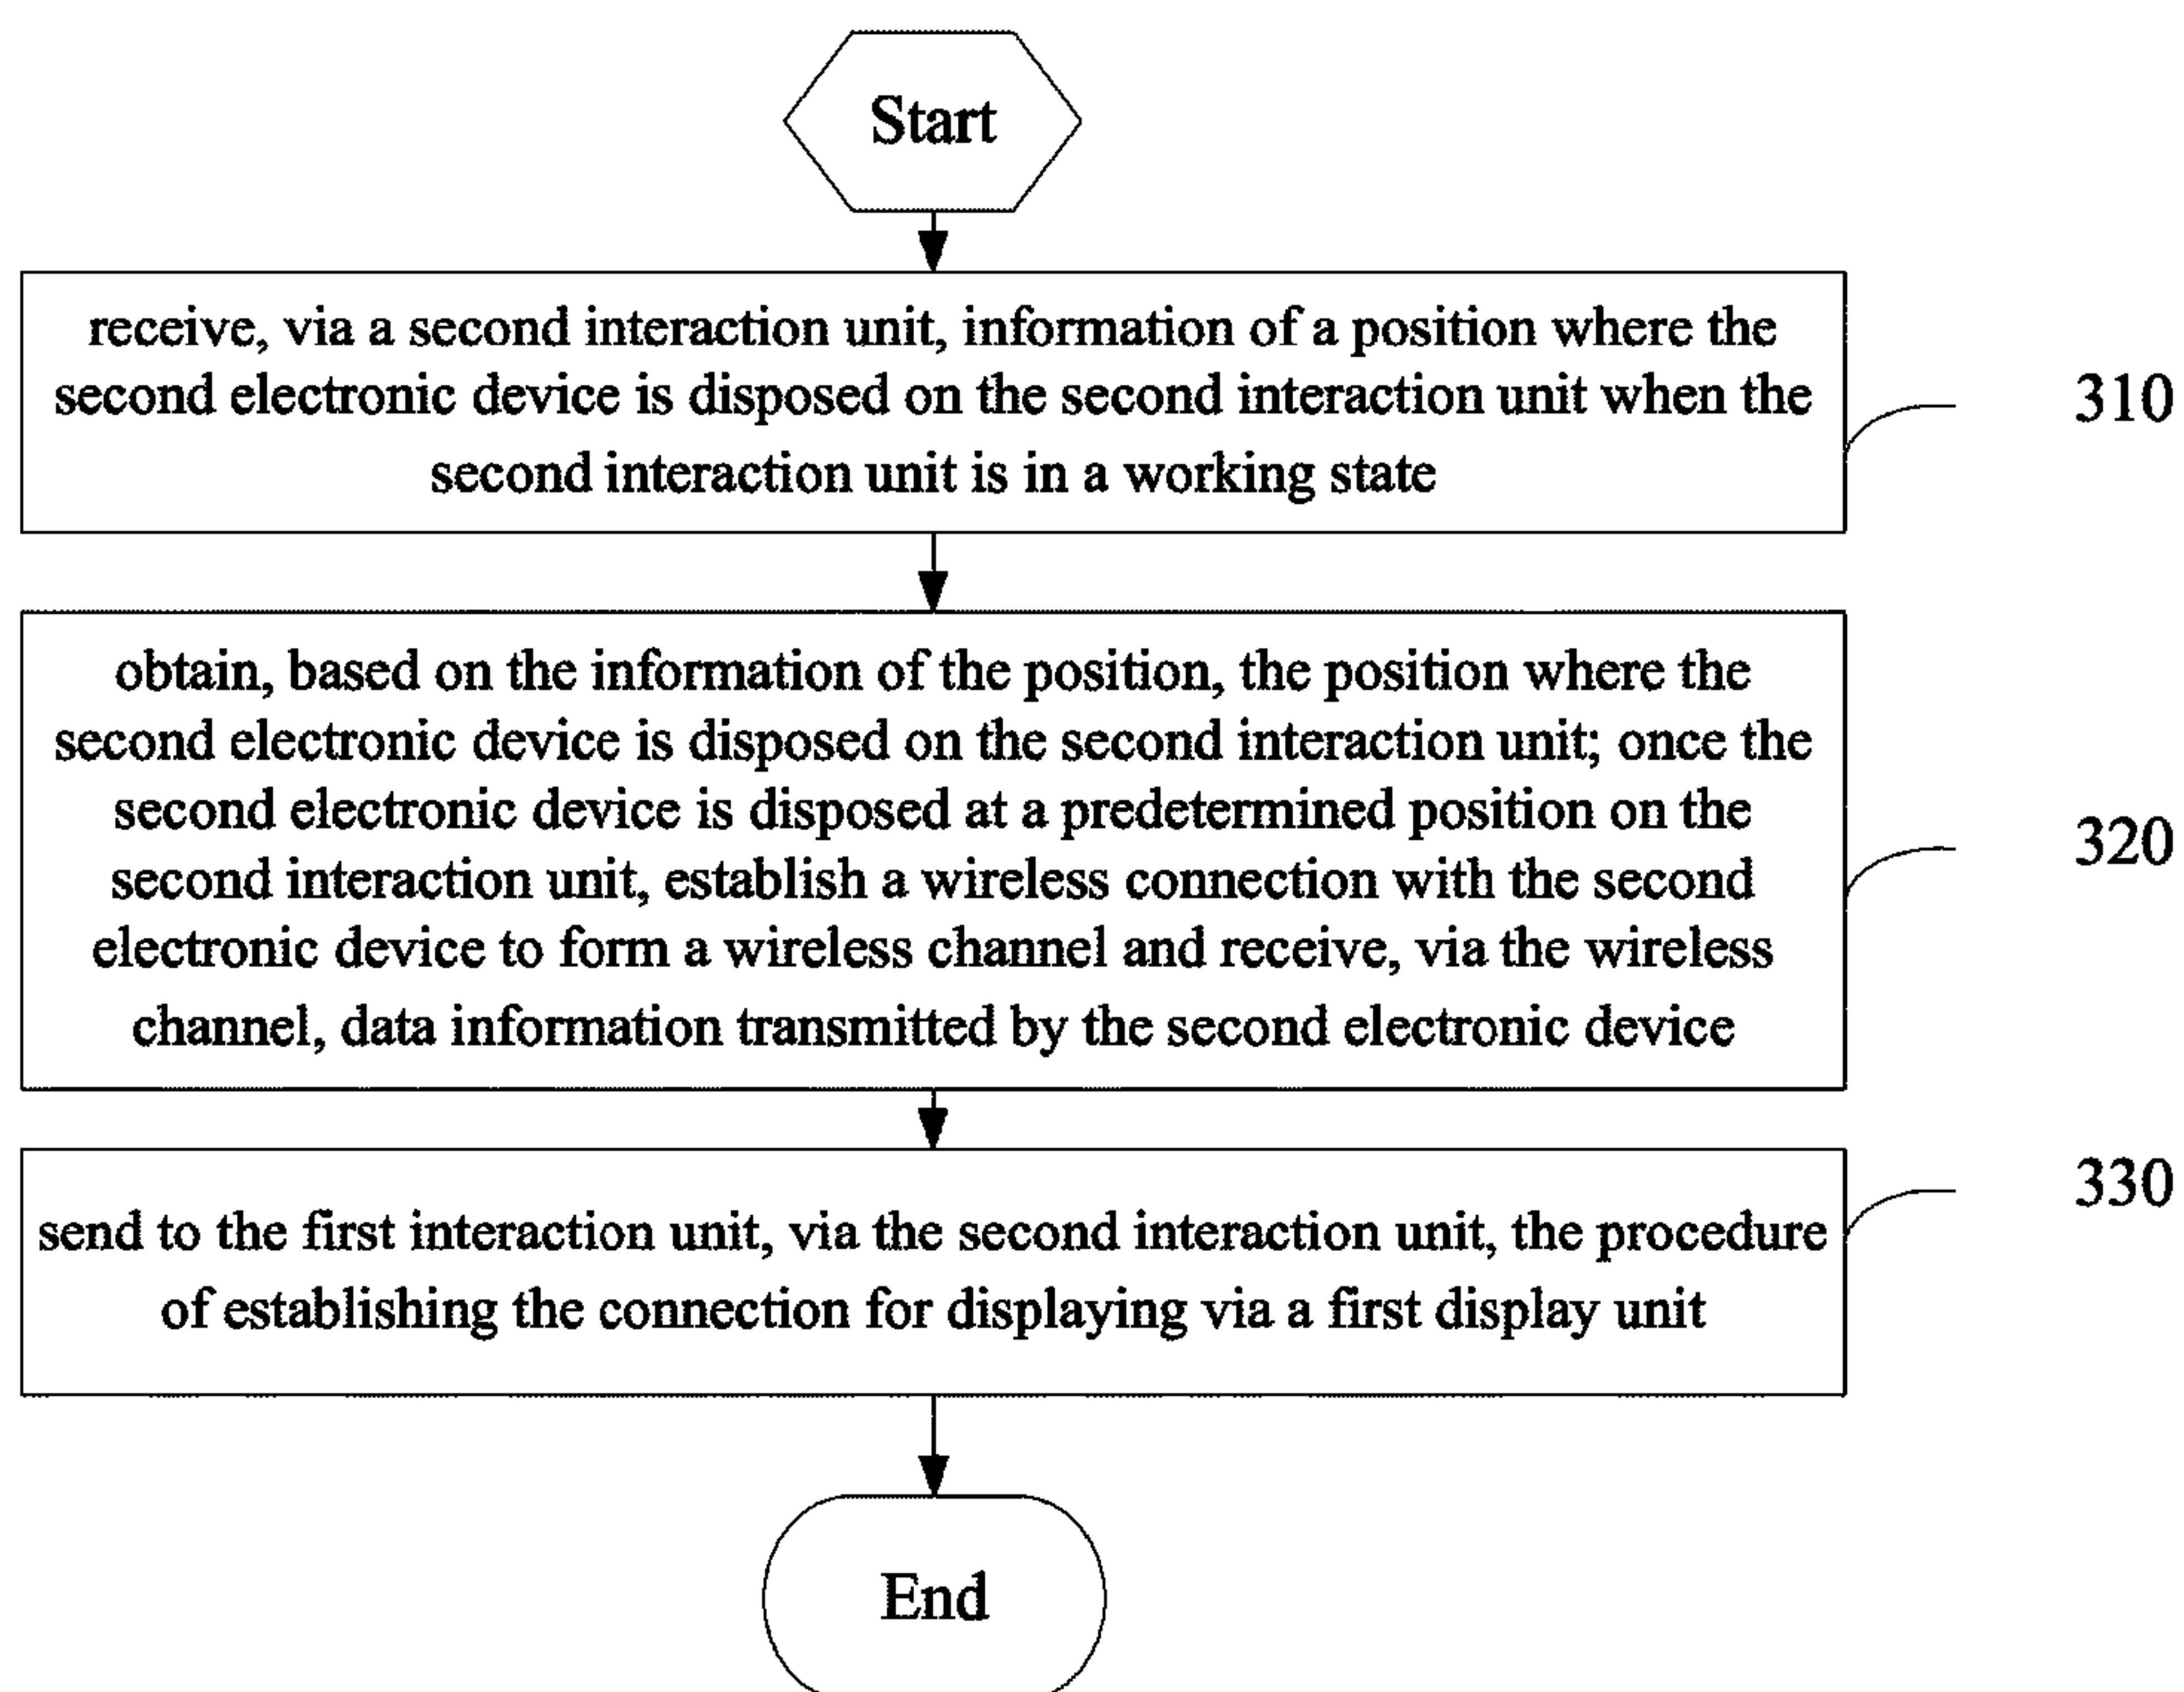 Start
receive, via a second interaction unit, information of a position where the
second electronic device is disposed on the second interaction unit when the
second interaction unit is in a working state
310
obtain, based on the information of the position, the position where the
second electronic device is disposed on the second interaction unit; once the
second electronic device is disposed at a predetermined position on the
second interaction unit, establish a wireless connection with the second
electronic device to form a wireless channel and receive, via the wireless
channel, data information transmitted by the second electronic device
320
send to the first interaction unit, via the second interaction unit, the procedure
of establishing the connection for displaying via a first display unit
330
End